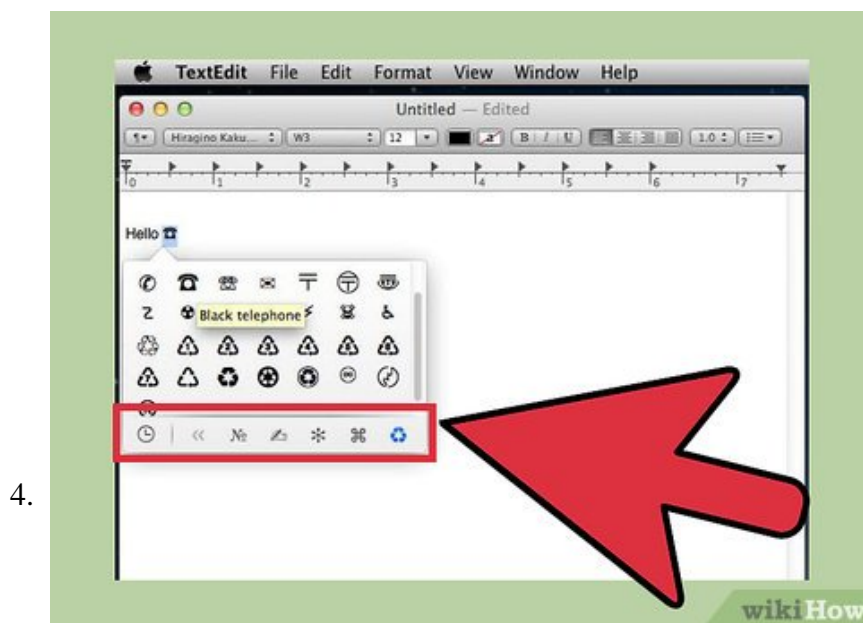 TextEdit File Edit Format View Window Help
Untitled — Edited
Hiragino Kaku... W3 12 a B I U 1.0
0 1 2 3 4 5 6 7
Hello ☎
Black telephone
№
4.
wikiHow